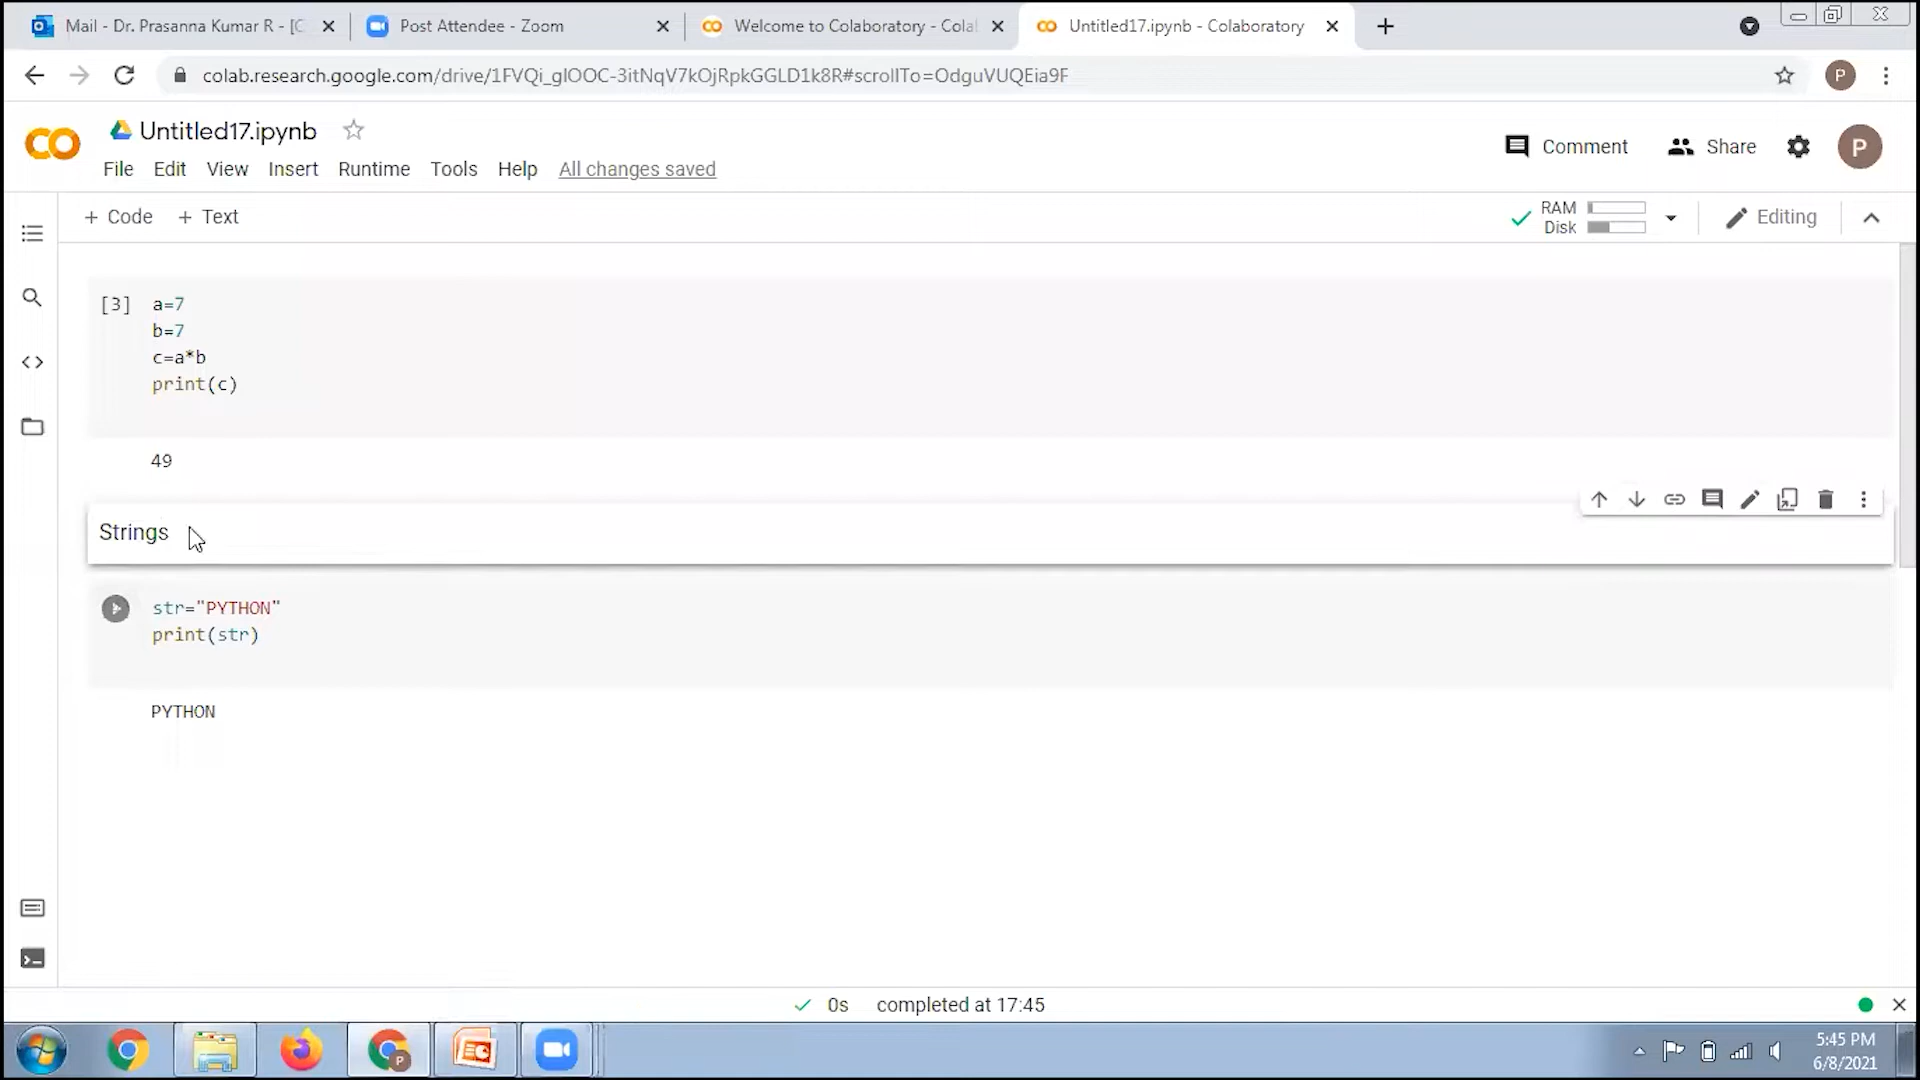 Mail - Dr. Prasanna Kumar R - [C
Post Attendee - Zoom
Welcome to Colaboratory - Colal
Untitled17.ipynb - Colaboratory
colab.research.google.com/drive/1FVQi_glOOC-3itNqV7kOjRpkGGLD1k8R#scrollTo=OdguVUQEia9F
P
CO
Untitled17.ipynb
File Edit View Insert Runtime Tools Help All changes saved
Comment
Share
P
+ Code + Text
RAM
Disk
Editing
[3] a=7
b=7
c=a*b
print(c)
49
Strings
str="PYTHON"
print(str)
PYTHON
0s completed at 17:45
P
5:45 PM
6/8/2021